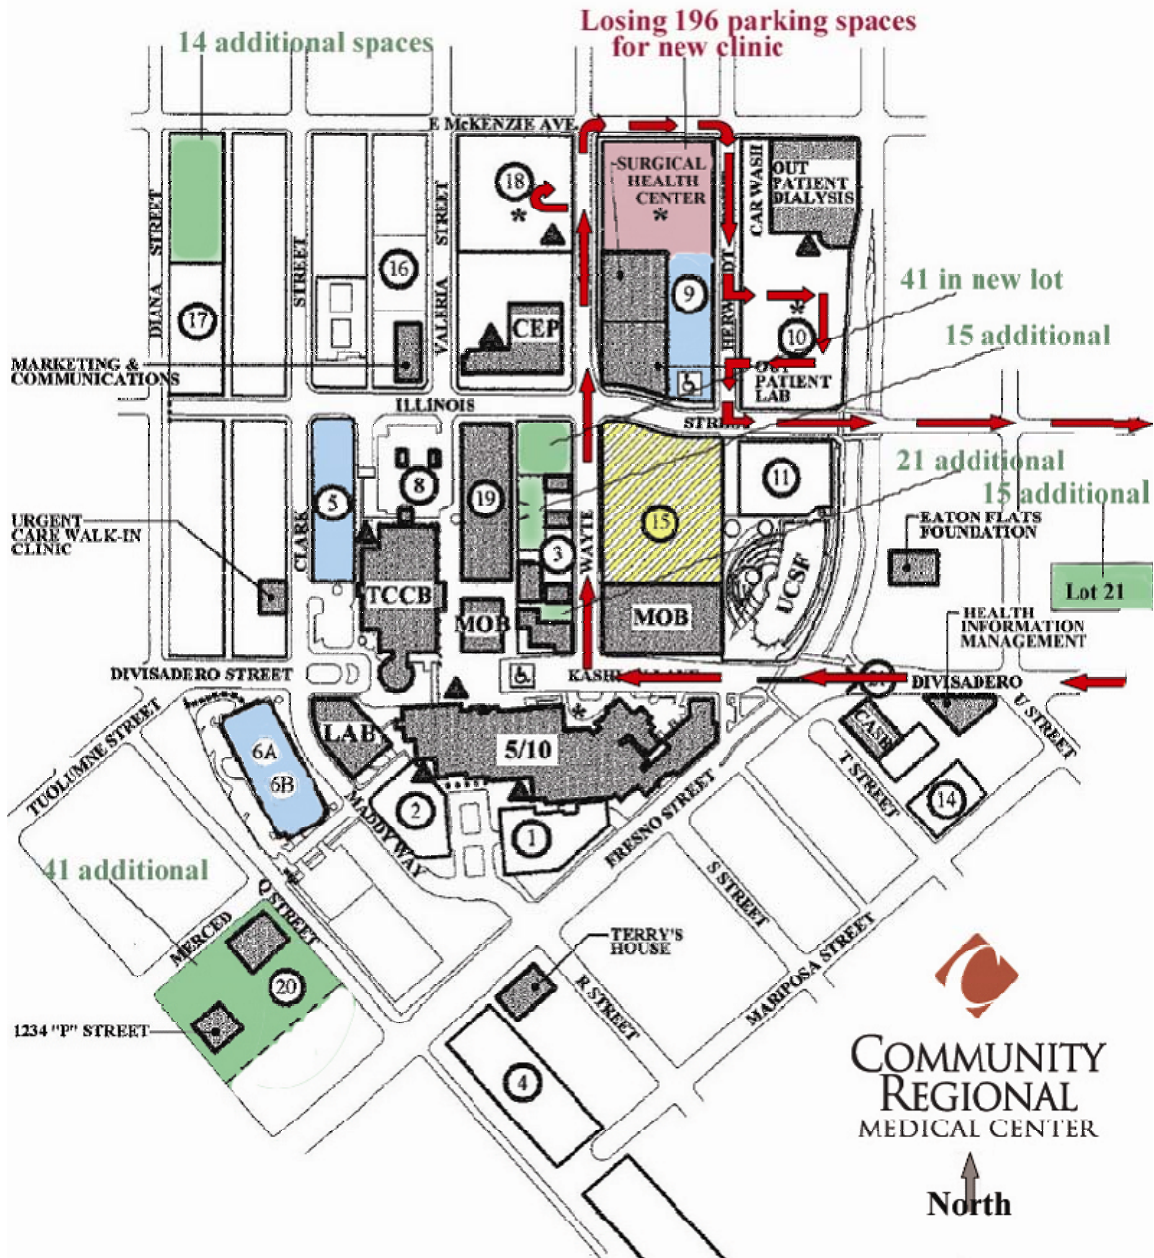 Losing 196 parking spaces
for new clinic
14 additional spaces
E McKENZIE AVE.
SURGICAL
HEALTH
CENTER
*
CAR WASH
OUT
PATIENT
DIALYSIS
18
*
DIANA STREET
STREET
VALERIA STREET
16
17
9
41 in new lot
*
10
15 additional
CEP
MARKETING &
COMMUNICATIONS
OUT
PATIENT
LAB
ILLINOIS
5
8
19
3
WAYTE
15
11
21 additional
15 additional
URGENT
CARE WALK-IN
CLINIC
CLARK
EATON FLATS
FOUNDATION
Lot 21
TCCB
MOB
MOB
UCSF
HEALTH
INFORMATION
MANAGEMENT
DIVISADERO STREET
DIVISADERO
U STREET
TUOLUMNE STREET
6A
6B
LAB
5/10
*
CASE
T STREET
14
2
1
MADDY WAY
FRESNO STREET
S STREET
41 additional
MERCED
Q STREET
20
1234 "P" STREET
TERRY'S
HOUSE
R STREET
MARIPOSA STREET
4
COMMUNITY
REGIONAL
MEDICAL CENTER
North